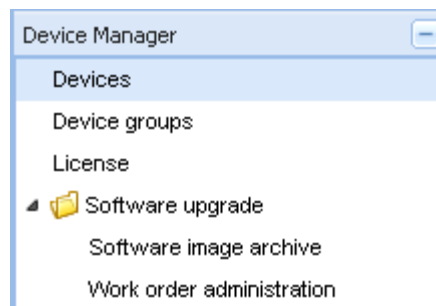 Device Manager
Devices
Device groups
License
Software upgrade
Software image archive
Work order administration